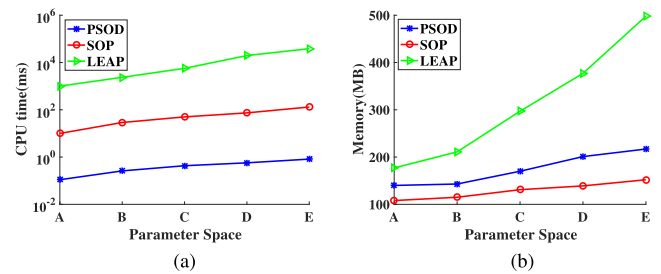 10^6
10^4
10^2
10^0
10^-2
CPU time(ms)
PSOD
SOP
LEAP
A B C D E
Parameter Space
(a)
500
400
300
200
100
Memory(MB)
PSOD
SOP
LEAP
A B C D E
Parameter Space
(b)